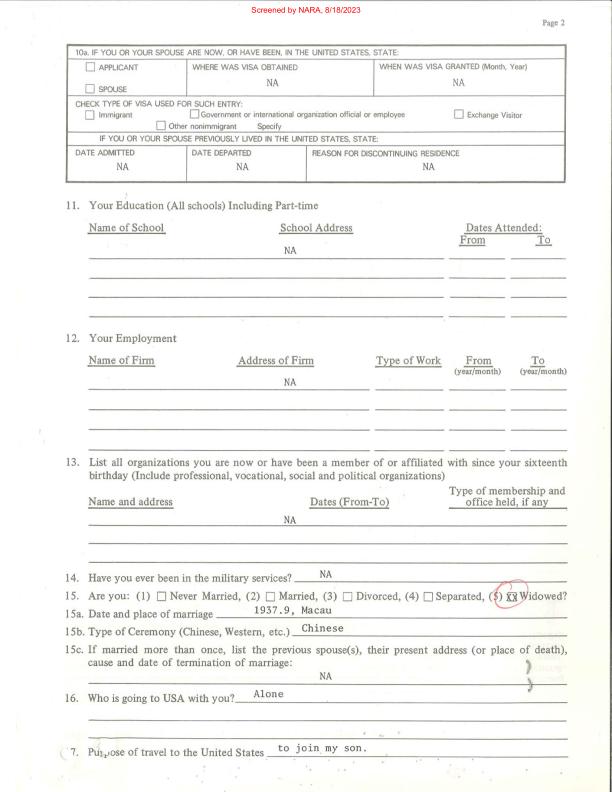 Screened by NARA, 8/18/2023
Page 2
10a. IF YOU OR YOUR SPOUSE ARE NOW, OR HAVE BEEN, IN THE UNITED STATES, STATE:
APPLICANT
SPOUSE
WHERE WAS VISA OBTAINED
NA
WHEN WAS VISA GRANTED (Month, Year)
NA
CHECK TYPE OF VISA USED FOR SUCH ENTRY:
Immigrant Government or international organization official or employee Exchange Visitor
Other nonimmigrant Specify
IF YOU OR YOUR SPOUSE PREVIOUSLY LIVED IN THE UNITED STATES, STATE:
DATE ADMITTED
NA
DATE DEPARTED
NA
REASON FOR DISCONTINUING RESIDENCE
NA
11. Your Education (All schools) Including Part-time
Name of School School Address Dates Attended:
From To
NA
12. Your Employment
Name of Firm Address of Firm Type of Work From To
(year/month) (year/month)
NA
13. List all organizations you are now or have been a member of or affiliated with since your sixteenth
birthday (Include professional, vocational, social and political organizations)
Name and address Dates (From-To) Type of membership and
office held, if any
NA
14. Have you ever been in the military services? NA
15. Are you: (1) Never Married, (2) Married, (3) Divorced, (4) Separated, (5) XX Widowed?
15a. Date and place of marriage 1937.9, Macau
15b. Type of Ceremony (Chinese, Western, etc.) Chinese
15c. If married more than once, list the previous spouse(s), their present address (or place of death),
cause and date of termination of marriage:
NA
16. Who is going to USA with you? Alone
7. Purpose of travel to the United States to join my son.